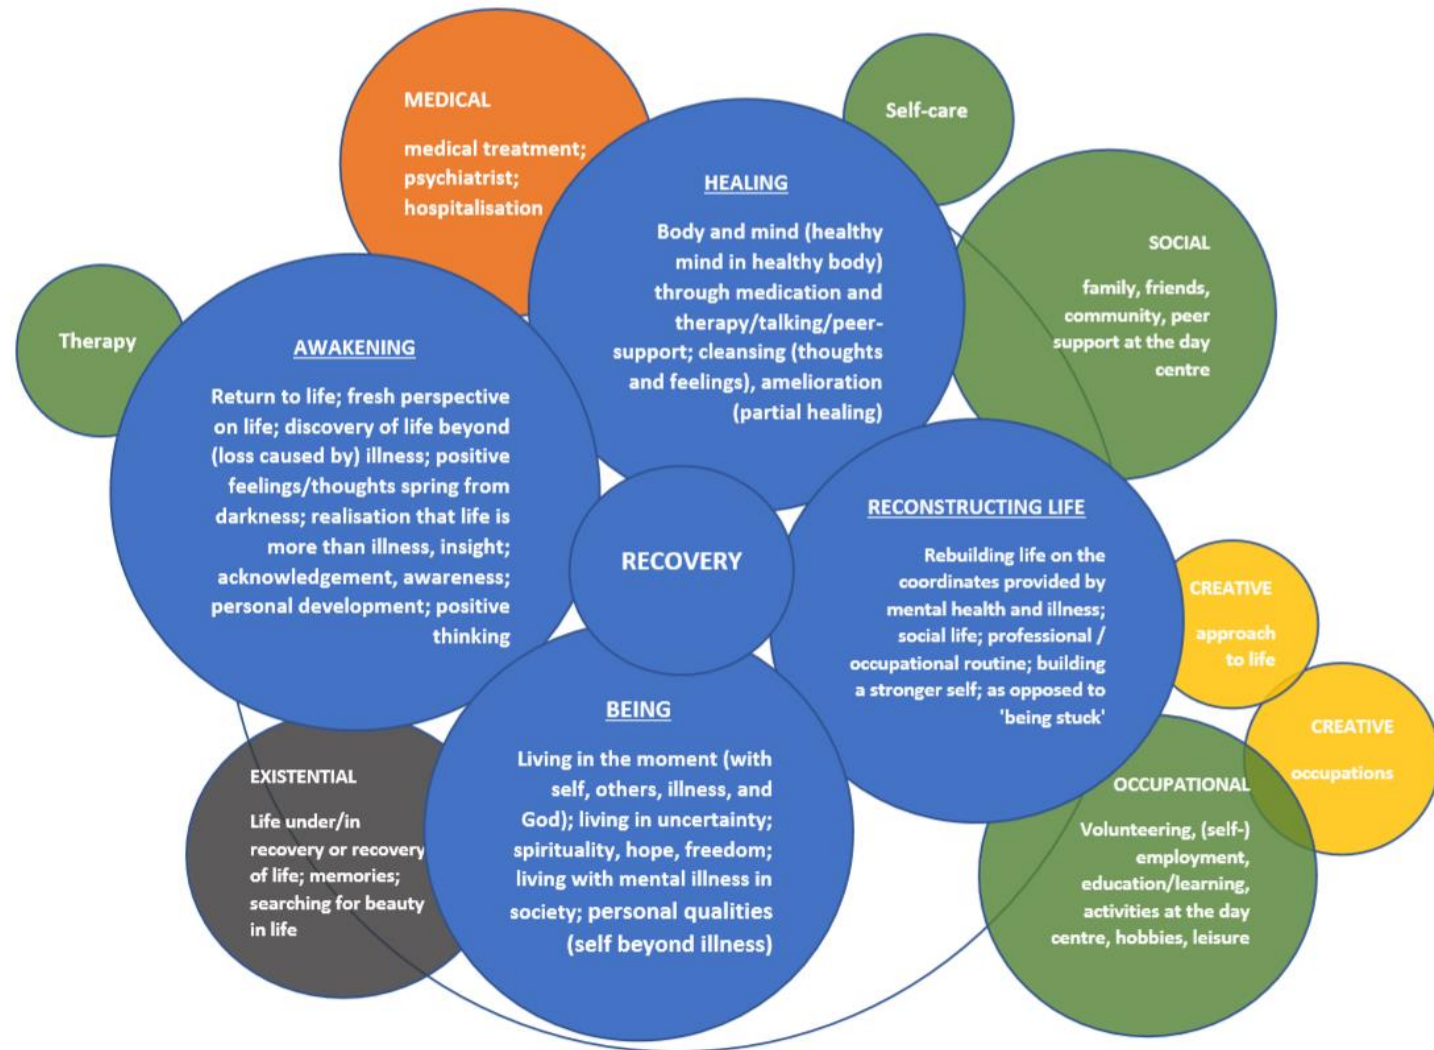 MEDICAL
medical treatment;
psychiatrist;
hospitalisation
Self-care
HEALING
Body and mind (healthy
mind in healthy body)
through medication and
therapy/talking/peer-
support; cleansing (thoughts
and feelings), amelioration
(partial healing)
SOCIAL
family, friends,
community, peer
support at the day
centre
Therapy
AWAKENING
Return to life; fresh perspective
on life; discovery of life beyond
(loss caused by) illness; positive
feelings/thoughts spring from
darkness; realisation that life is
more than illness, insight;
acknowledgement, awareness;
personal development; positive
thinking
RECOVERY
RECONSTRUCTING LIFE
Rebuilding life on the
coordinates provided by
mental health and illness;
social life; professional /
occupational routine; building
a stronger self; as opposed to
'being stuck'
CREATIVE
approach
to life
CREATIVE
occupations
BEING
Living in the moment (with
self, others, illness, and
God); living in uncertainty;
spirituality, hope, freedom;
living with mental illness in
society; personal qualities
(self beyond illness)
EXISTENTIAL
Life under/in
recovery or recovery
of life; memories;
searching for beauty
in life
OCCUPATIONAL
Volunteering, (self-)
employment,
education/learning,
activities at the day
centre, hobbies, leisure